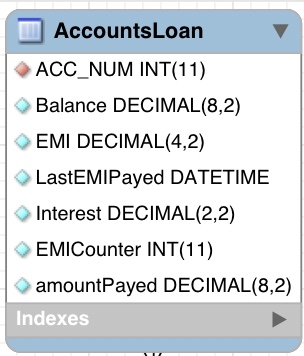 AccountsLoan
ACC_NUM INT(11)
Balance DECIMAL(8,2)
EMI DECIMAL(4,2)
LastEMIPayed DATETIME
Interest DECIMAL(2,2)
EMICounter INT(11)
amountPayed DECIMAL(8,2)
Indexes